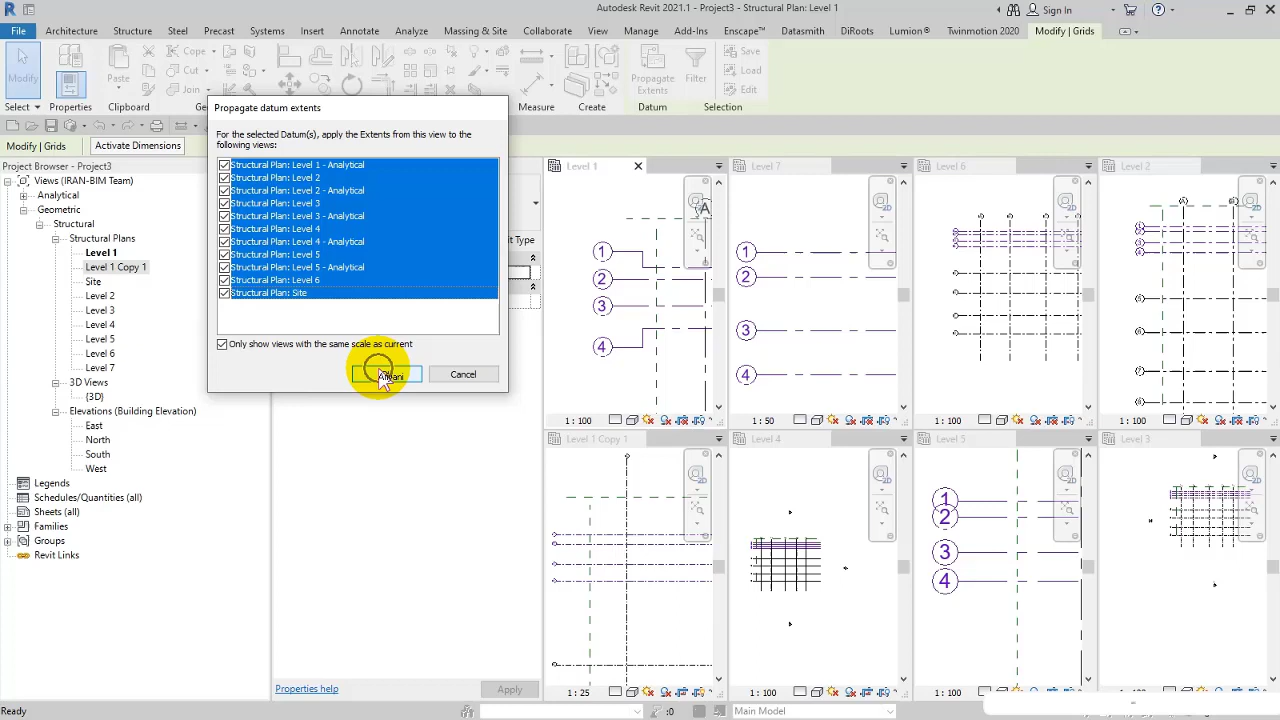 Autodesk Revit 2021.1 - Project3 - Structural Plan: Level 1
Sign In
File Architecture Structure Steel Precast Systems Insert Annotate Analyze Massing & Site Collaborate View Manage Add-Ins Enscape™ Datasmith DiRoots Lumion® Twinmotion 2020 Modify | Grids
Modify
Paste
Cope
Cut
Join
Propagate
Extents
Filter
Save
Load
Edit
Select Properties Clipboard Measure Create Datum Selection
Modify | Grids Activate Dimensions
Project Browser - Project3
Views (IRAN-BIM Team)
Analytical
Geometric
Structural
Structural Plans
Level 1
Level 1 Copy 1
Site
Level 2
Level 3
Level 4
Level 5
Level 6
Level 7
3D Views
{3D}
Elevations (Building Elevation)
East
North
South
West
Legends
Schedules/Quantities (all)
Sheets (all)
Families
Groups
Revit Links
Propagate datum extents
For the selected Datum(s), apply the Extents from this view to the
following views:
Structural Plan: Level 1 - Analytical
Structural Plan: Level 2
Structural Plan: Level 2 - Analytical
Structural Plan: Level 3
Structural Plan: Level 3 - Analytical
Structural Plan: Level 4
Structural Plan: Level 4 - Analytical
Structural Plan: Level 5
Structural Plan: Level 5 - Analytical
Structural Plan: Level 6
Structural Plan: Site
Only show views with the same scale as current
Cancel
Properties help
Apply
Level 1
A
1
2
3
4
1 : 100
Level 7
1
2
3
4
1 : 50
Level 6
1 : 100
Level 2
1 : 100
Level 1 Copy 1
1 : 25
Level 4
1 : 100
Level 5
1
2
3
4
1 : 100
Level 3
1 : 100
Ready
:0
Main Model